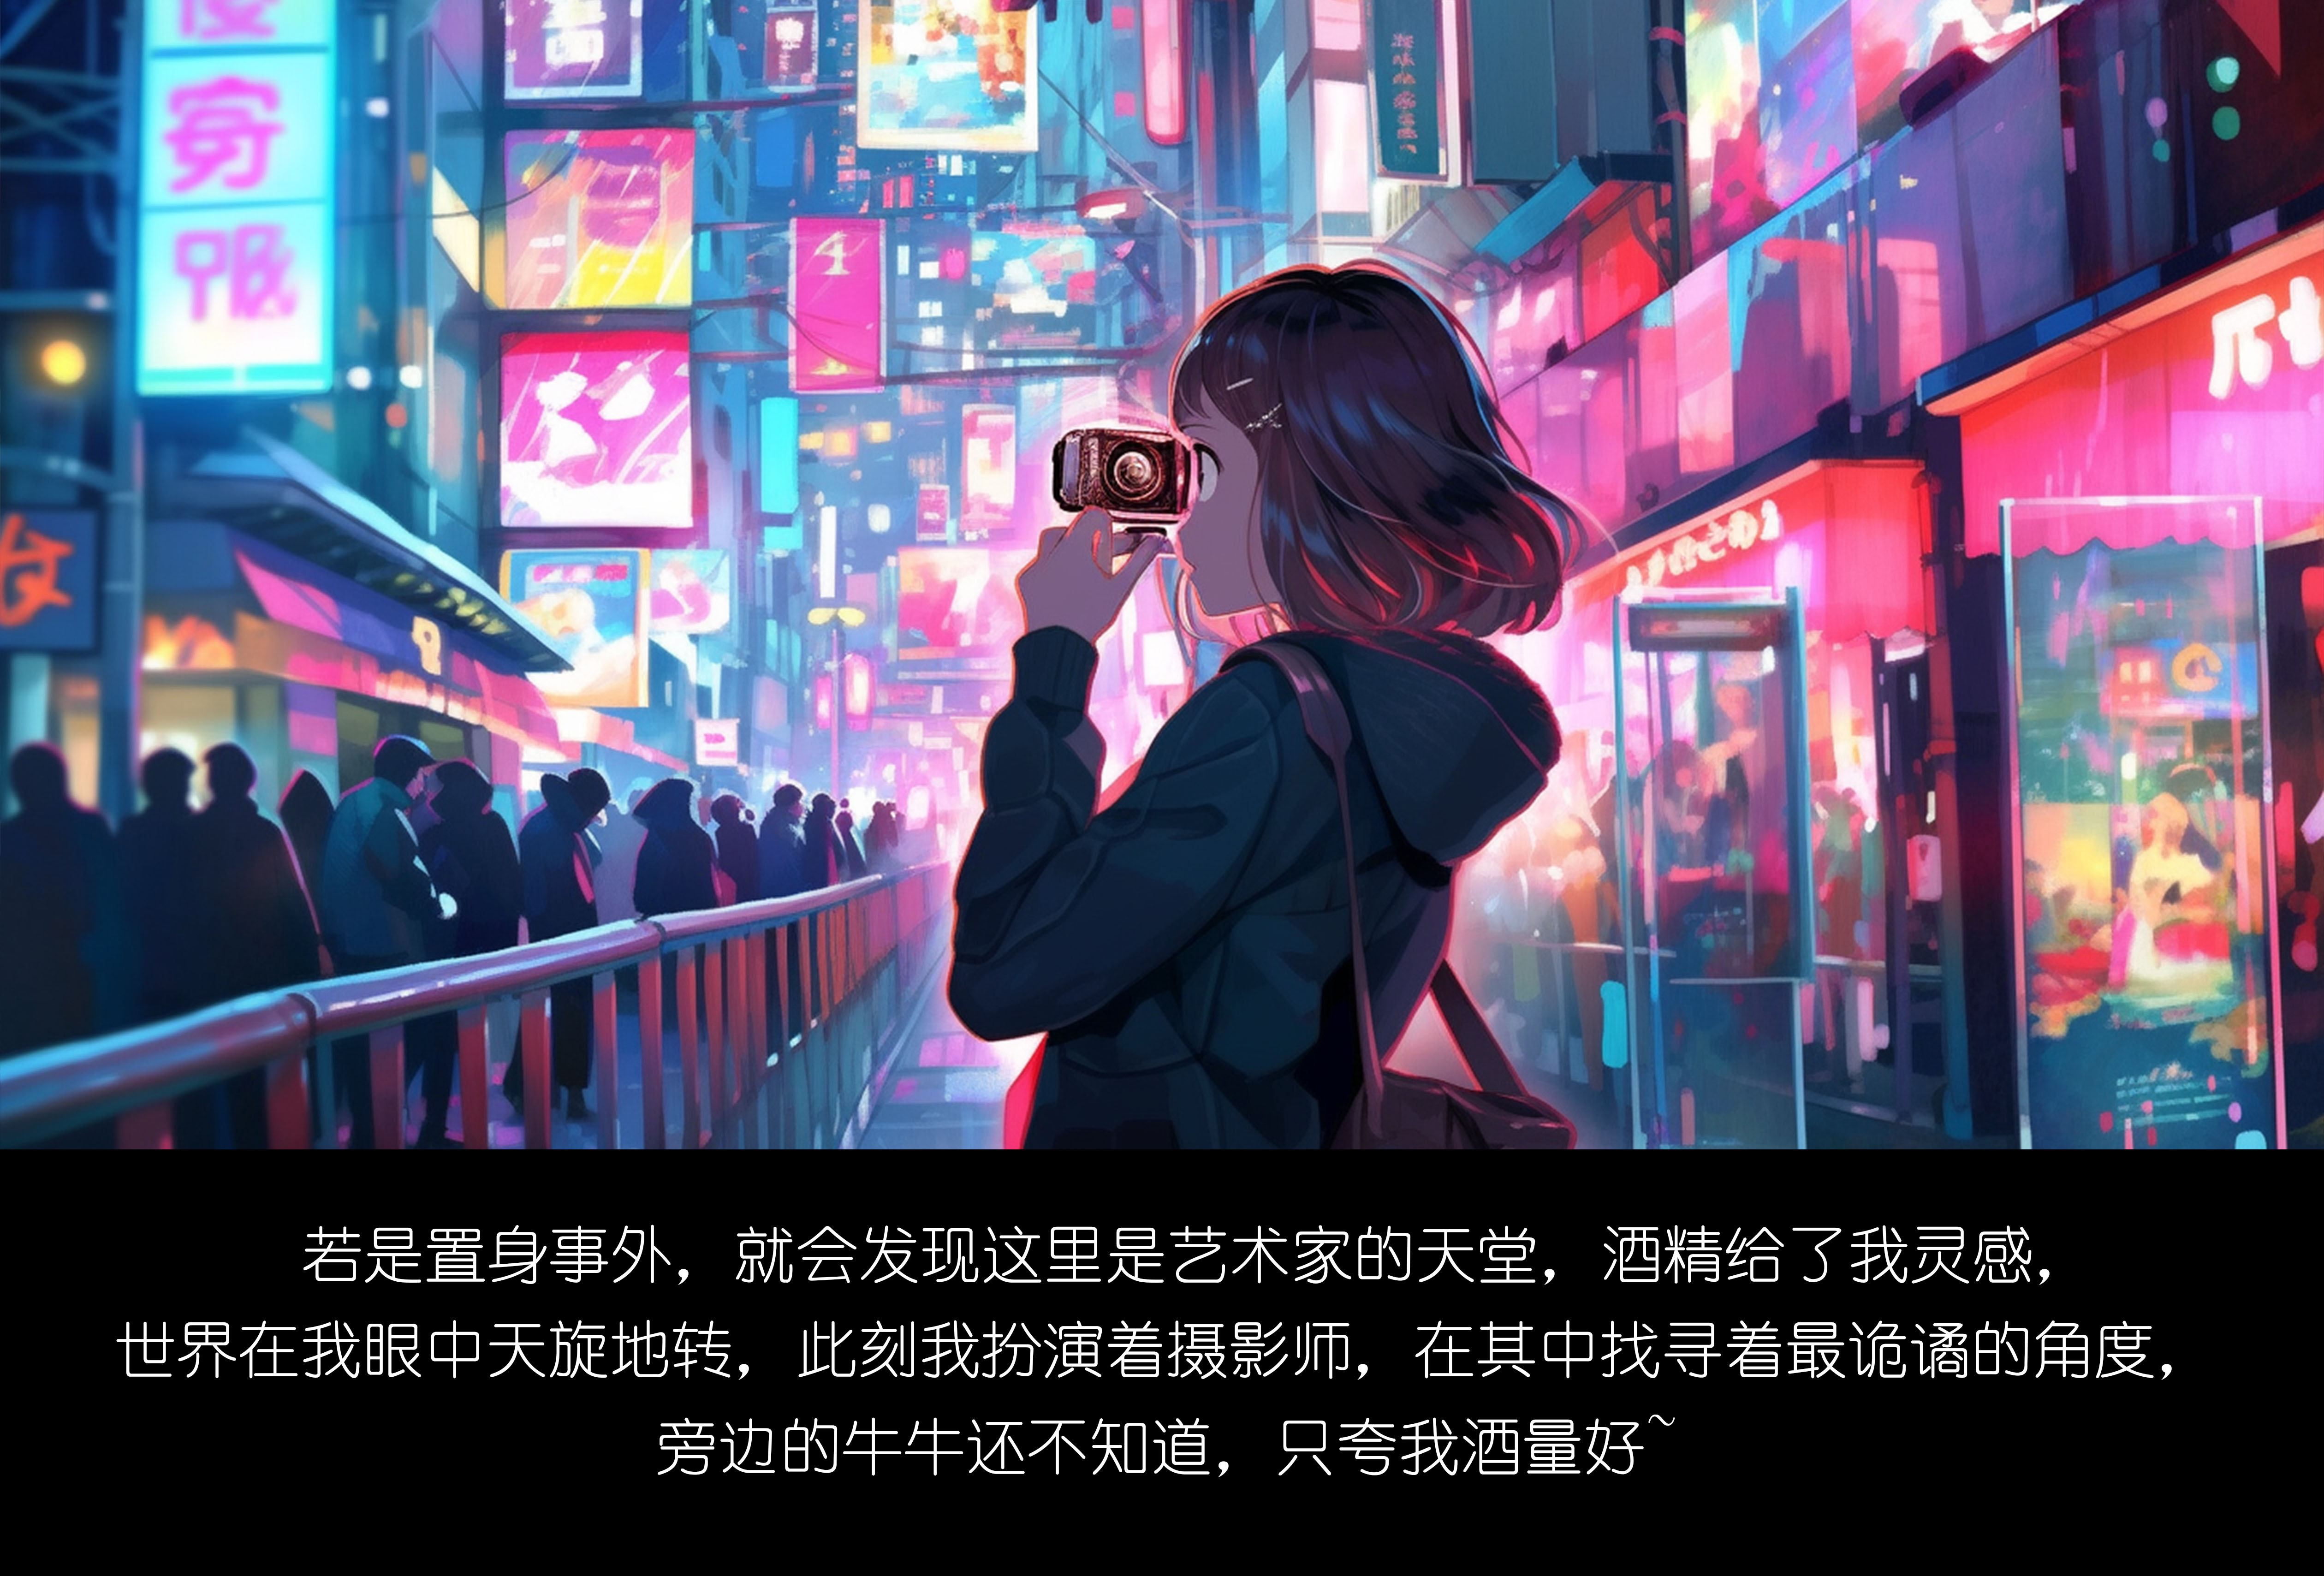 4
若是置身事外，就会发现这里是艺术家的天堂，酒精给了我灵感，
世界在我眼中天旋地转，此刻我扮演着摄影师，在其中找寻着最诡谲的角度，
旁边的牛牛还不知道，只夸我酒量好~